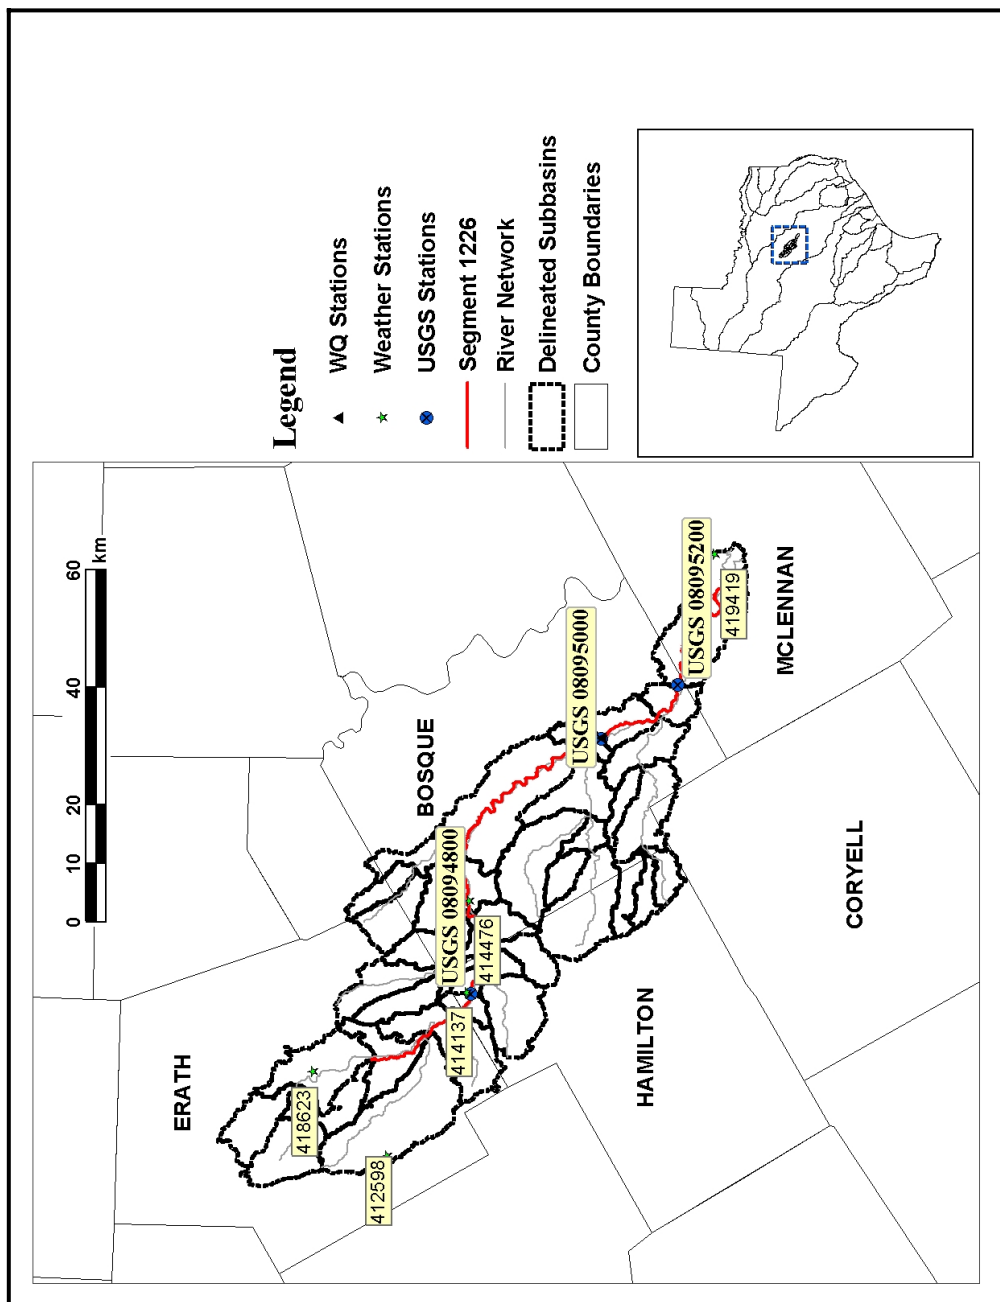 Legend
WQ Stations
Weather Stations
USGS Stations
Segment 1226
River Network
Delineated Subbasins
County Boundaries
0 10 20 40 60
km
ERATH
BOSQUE
HAMILTON
CORYELL
MCLENNAN
418623
412598
414137
414476
419419
USGS 08094800
USGS 08095000
USGS 08095200